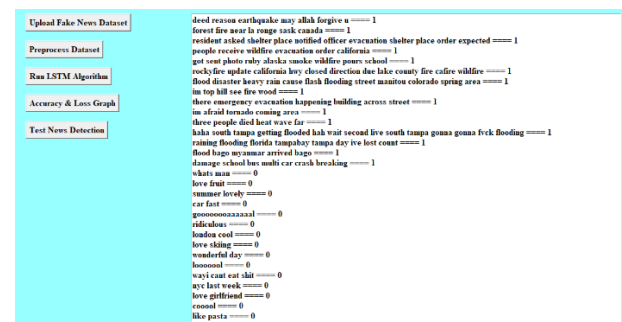 Upload Fake News Dataset
Preprocess Dataset
Run LSTM Algorithm
Accuracy & Loss Graph
Test News Detection
deed reason earthquake may allah forgive u ==== 1
forest fire near la ronge sask canada ==== 1
resident asked shelter place notified officer evacuation shelter place order expected ==== 1
people receive wildfire evacuation order california ==== 1
got sent photo ruby alaska smoke wildfire pours school ==== 1
rockyfire update california hwy closed direction due lake county fire cafire wildfire ==== 1
flood disaster heavy rain cause flash flooding street manitou colorado spring area ==== 1
im top hill see fire wood ==== 1
there emergency evacuation happening building across street ==== 1
im afraid tornado coming area ==== 1
three people died heat wave far ==== 1
haha south tampa getting flooded hah wait second live south tampa gonna gonna fvck flooding ==== 1
raining flooding florida tampabay tampa day ive lost count ==== 1
flood bago myanmar arrived bago ==== 1
damage school bus multi car crash breaking ==== 1
whats man ==== 0
love fruit ==== 0
summer lovely ==== 0
car fast ==== 0
goooooooaaaaaal ==== 0
ridiculous ==== 0
london cool ==== 0
love skiing ==== 0
wonderful day ==== 0
looooool ==== 0
wayi cant eat shit ==== 0
nyc last week ==== 0
love girlfriend ==== 0
cooool ==== 0
like pasta ==== 0